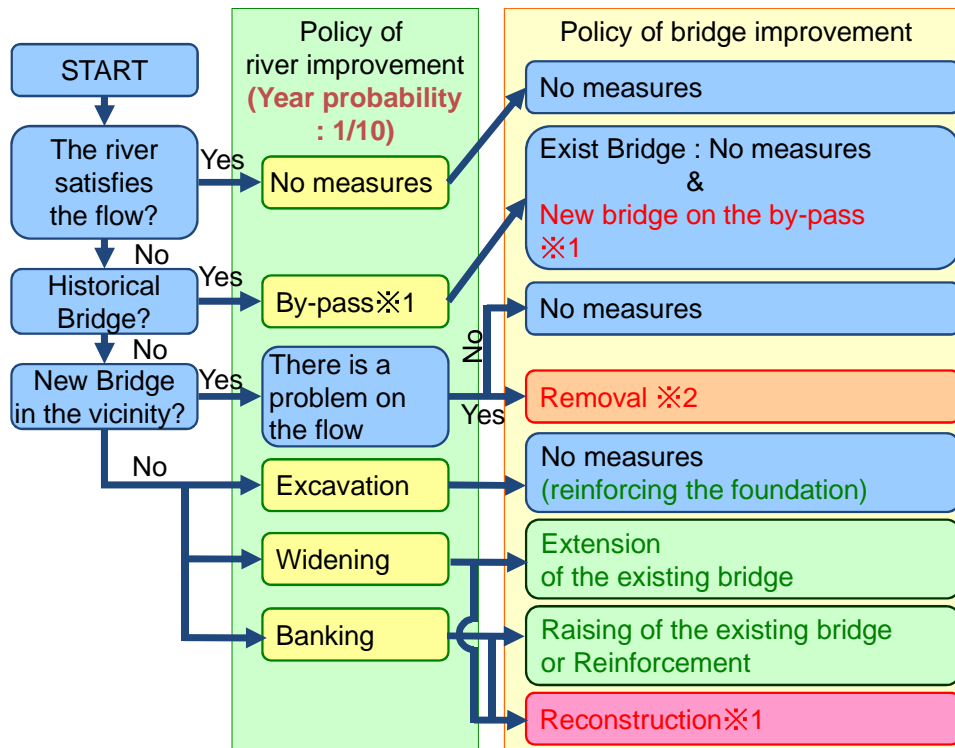 Policy of
river improvement
(Year probability
: 1/10)
Policy of bridge improvement
START
No measures
The river
satisfies
the flow?
Yes
No measures
Exist Bridge : No measures
&
New bridge on the by-pass
※1
No
Historical
Bridge?
Yes
By-pass※1
No measures
No
New Bridge
in the vicinity?
Yes
There is a
problem on
the flow
No
Yes
Removal ※2
No
Excavation
No measures
(reinforcing the foundation)
Widening
Extension
of the existing bridge
Banking
Raising of the existing bridge
or Reinforcement
Reconstruction※1